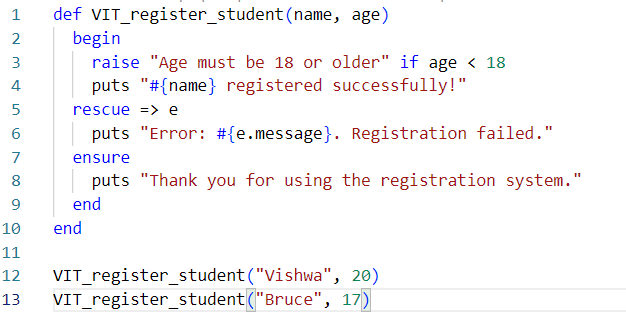 1 def VIT_register_student(name, age)
2 begin
3 raise "Age must be 18 or older" if age < 18
4 puts "#{name} registered successfully!"
5 rescue => e
6 puts "Error: #{e.message}. Registration failed."
7 ensure
8 puts "Thank you for using the registration system."
9 end
10 end
11
12 VIT_register_student("Vishwa", 20)
13 VIT_register_student("Bruce", 17)